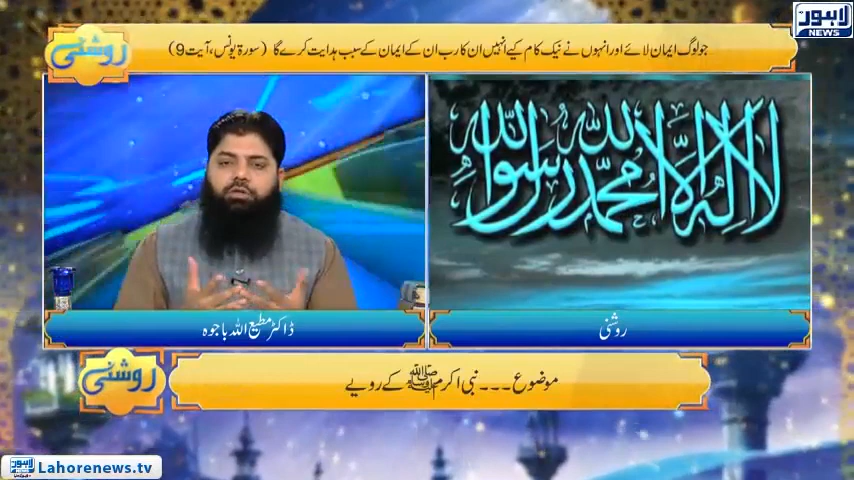 لاہور
NEWS
روشنی
جو لوگ ایمان لائے اور انہوں نے نیک کام کیے انہیں ان کا رب ان کے ایمان کے سبب ہدایت کرے گا (سورۃ یونس، آیت 9)
لا الہ الا اللہ محمد رسول اللہ
ڈاکٹر مطیع اللہ باجوہ
روشنی
روشنی
موضوع ۔۔۔ نبی اکرم ﷺ کے رویے
لاہور
NEWS
Lahorenews.tv